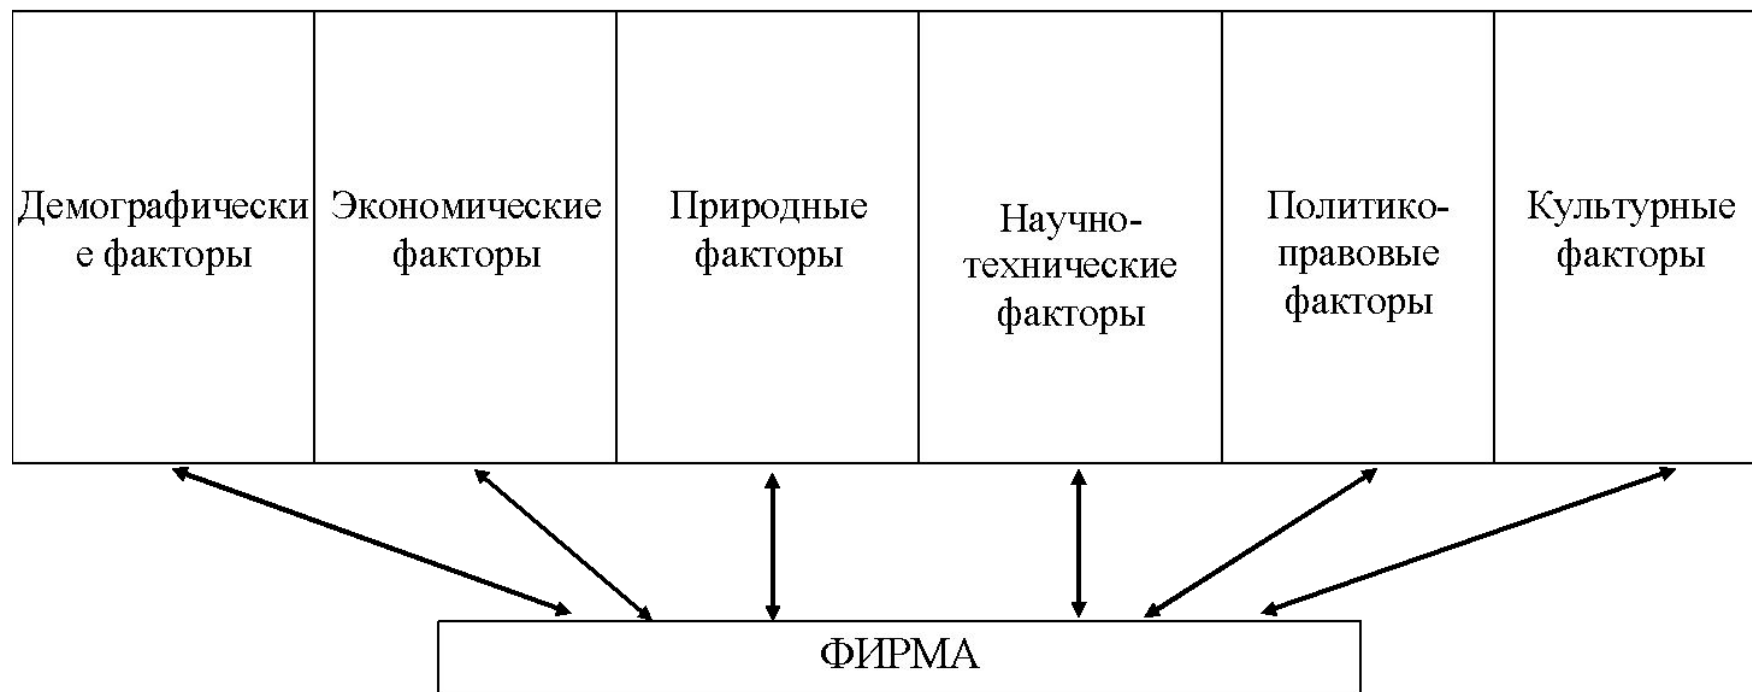 Демографически
е факторы
Экономические
факторы
Природные
факторы
Научно-
технические
факторы
Политико-
правовые
факторы
Культурные
факторы
ФИРМА